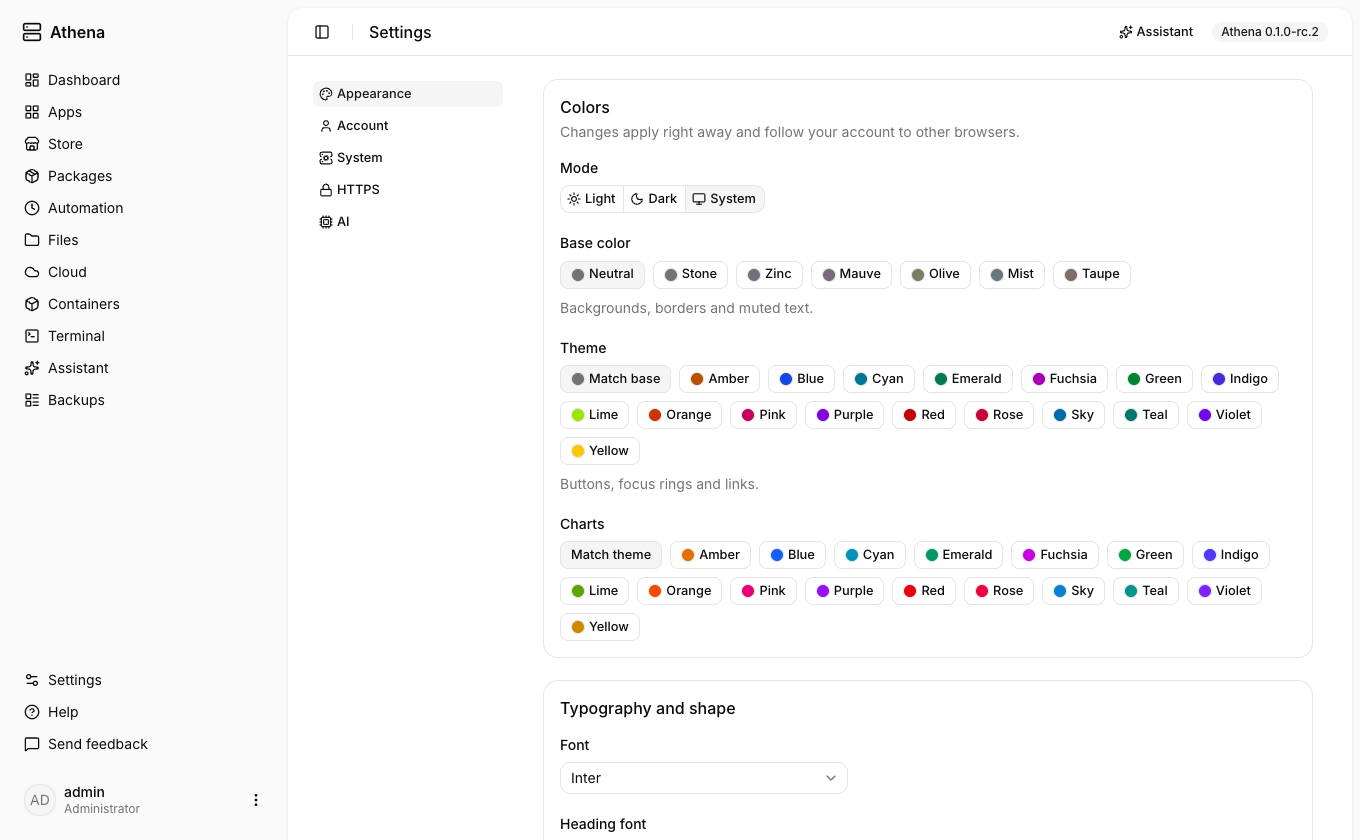 Athena
Dashboard
Apps
Store
Packages
Automation
Files
Cloud
Containers
Terminal
Assistant
Backups
Settings
Help
Send feedback
AD
admin
Administrator
Settings
Assistant
Athena 0.1.0-rc.2
Appearance
Account
System
HTTPS
AI
Colors
Changes apply right away and follow your account to other browsers.
Mode
Light Dark System
Base color
Neutral Stone Zinc Mauve Olive Mist Taupe
Backgrounds, borders and muted text.
Theme
Match base Amber Blue Cyan Emerald Fuchsia Green Indigo
Lime Orange Pink Purple Red Rose Sky Teal Violet
Yellow
Buttons, focus rings and links.
Charts
Match theme Amber Blue Cyan Emerald Fuchsia Green Indigo
Lime Orange Pink Purple Red Rose Sky Teal Violet
Yellow
Typography and shape
Font
Inter
Heading font